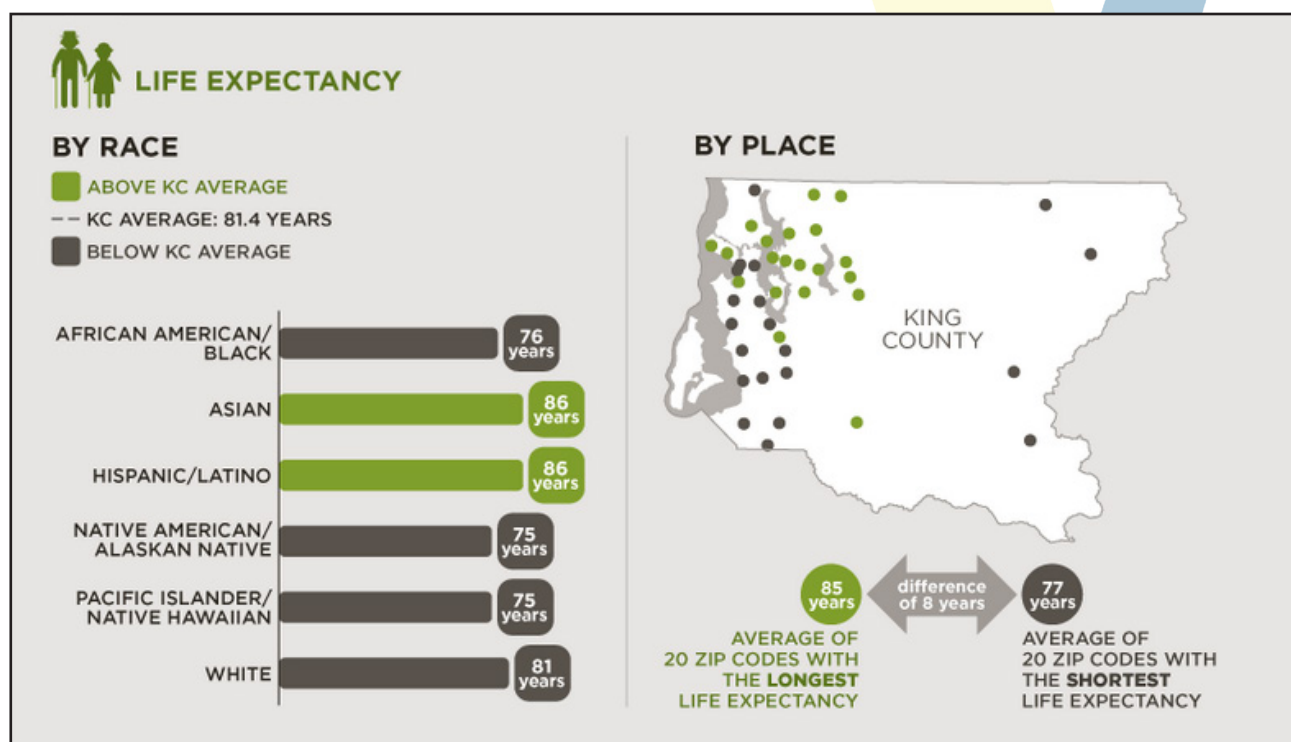 LIFE EXPECTANCY
BY RACE
ABOVE KC AVERAGE
KC AVERAGE: 81.4 YEARS
BELOW KC AVERAGE
AFRICAN AMERICAN/
BLACK
76
years
ASIAN
86
years
HISPANIC/LATINO
86
years
NATIVE AMERICAN/
ALASKAN NATIVE
75
years
PACIFIC ISLANDER/
NATIVE HAWAIIAN
75
years
WHITE
81
years
BY PLACE
KING
COUNTY
85
years
difference
of 8 years
77
years
AVERAGE OF
20 ZIP CODES WITH
THE LONGEST
LIFE EXPECTANCY
AVERAGE OF
20 ZIP CODES WITH
THE SHORTEST
LIFE EXPECTANCY